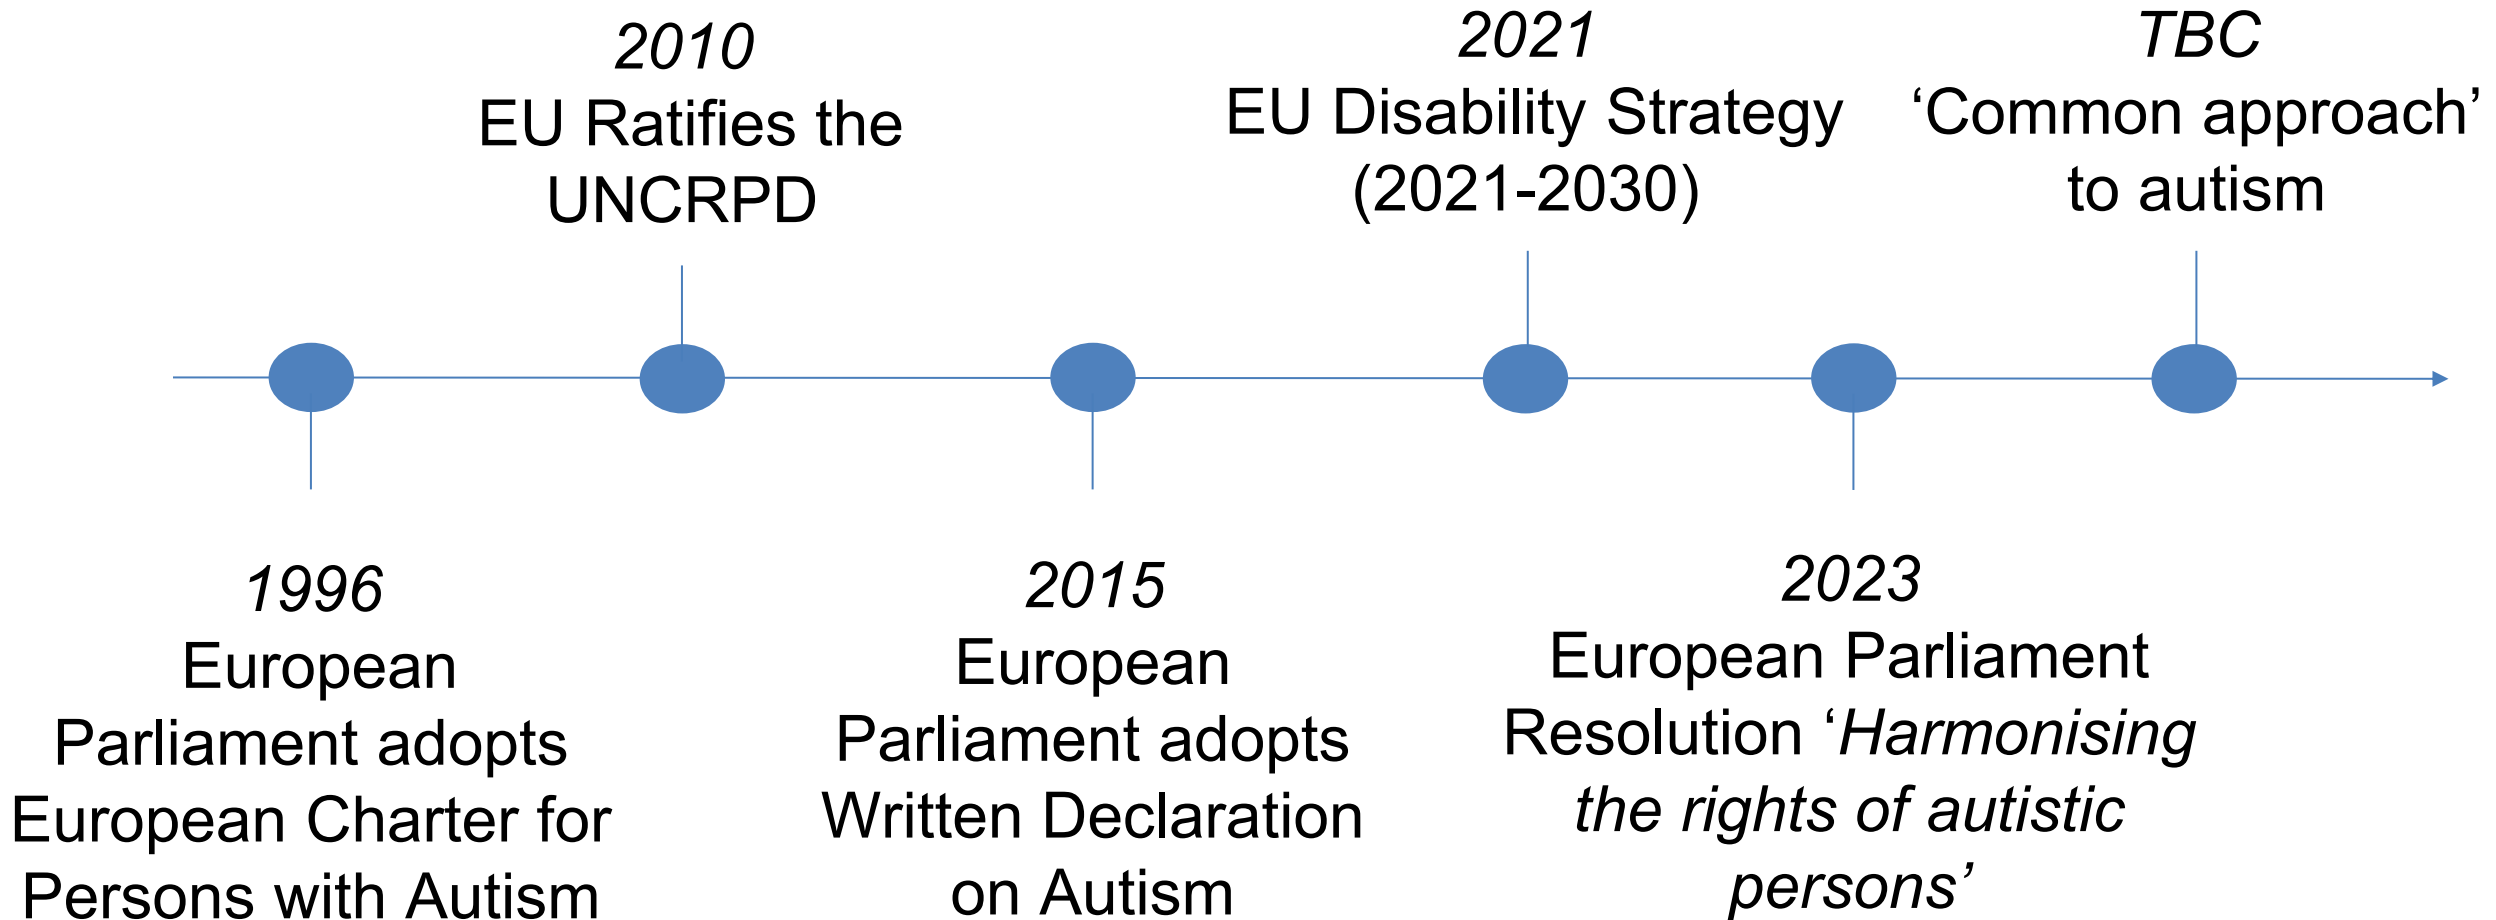 2010
EU Ratifies the
UNCRPD
2021
EU Disability Strategy
(2021-2030)
TBC
‘Common approach’
to autism
1996
European
Parliament adopts
European Charter for
Persons with Autism
2015
European
Parliament adopts
Written Declaration
on Autism
2023
European Parliament
Resolution ‘Harmonising
the rights of autistic
persons’